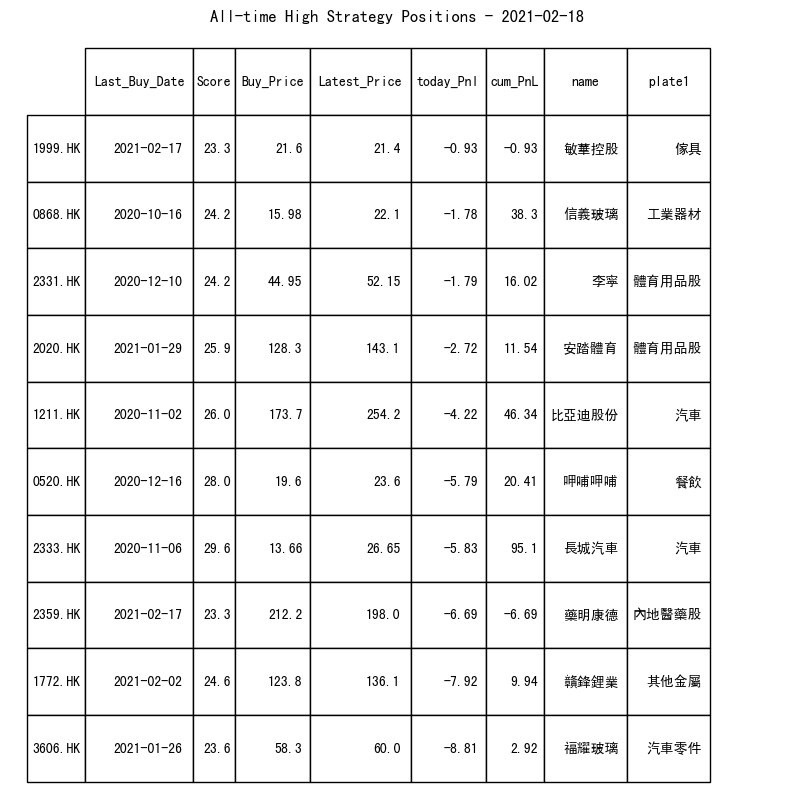 All-time High Strategy Positions - 2021-02-18
Last_Buy_Date Score Buy_Price Latest_Price today_Pnl cum_PnL name plate1
1999.HK 2021-02-17 23.3 21.6 21.4 -0.93 -0.93 敏華控股 傢具
0868.HK 2020-10-16 24.2 15.98 22.1 -1.78 38.3 信義玻璃 工業器材
2331.HK 2020-12-10 24.2 44.95 52.15 -1.79 16.02 李寧 體育用品股
2020.HK 2021-01-29 25.9 128.3 143.1 -2.72 11.54 安踏體育 體育用品股
1211.HK 2020-11-02 26.0 173.7 254.2 -4.22 46.34 比亞迪股份 汽車
0520.HK 2020-12-16 28.0 19.6 23.6 -5.79 20.41 呷哺呷哺 餐飲
2333.HK 2020-11-06 29.6 13.66 26.65 -5.83 95.1 長城汽車 汽車
2359.HK 2021-02-17 23.3 212.2 198.0 -6.69 -6.69 藥明康德 內地醫藥股
1772.HK 2021-02-02 24.6 123.8 136.1 -7.92 9.94 贛鋒鋰業 其他金屬
3606.HK 2021-01-26 23.6 58.3 60.0 -8.81 2.92 福耀玻璃 汽車零件